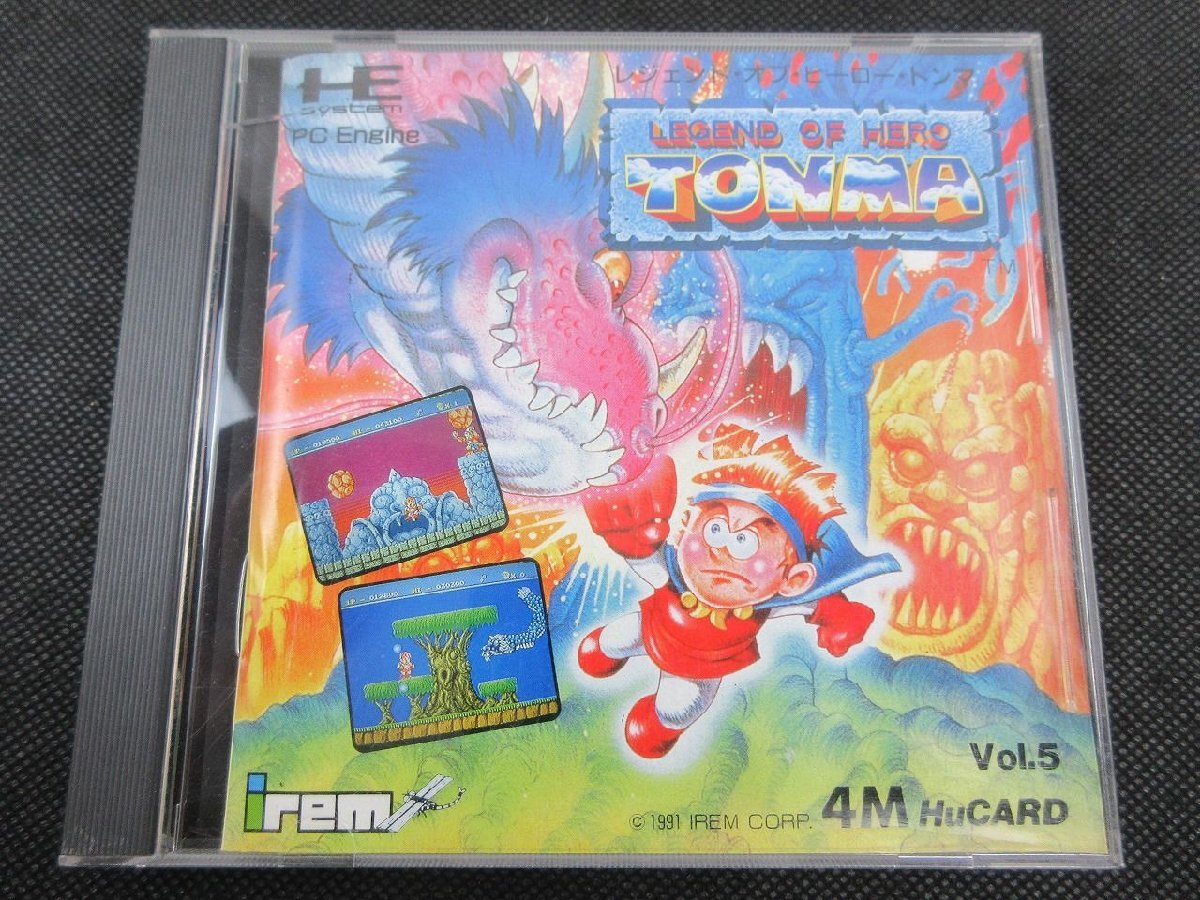 HE
system
PC Engine
レジェンド・オブ・ヒーロー・トンマ
LEGEND OF HERO
TONMA
TM
irem
Vol.5
© 1991 IREM CORP. 4M HuCARD